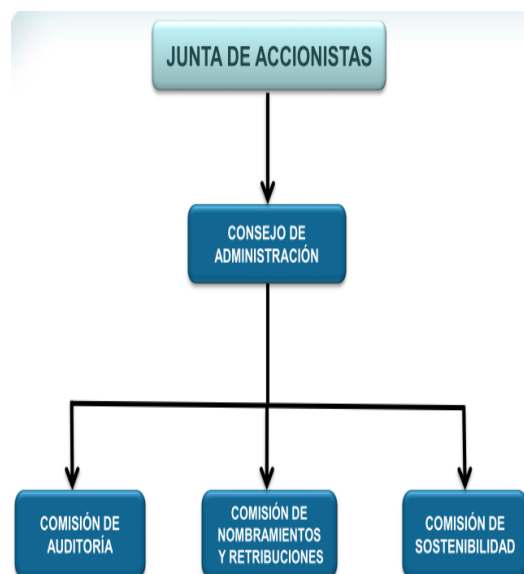 JUNTA DE ACCIONISTAS
CONSEJO DE
ADMINISTRACIÓN
COMISIÓN DE
AUDITORÍA
COMISIÓN DE
NOMBRAMIENTOS
Y RETRIBUCIONES
COMISIÓN DE
SOSTENIBILIDAD